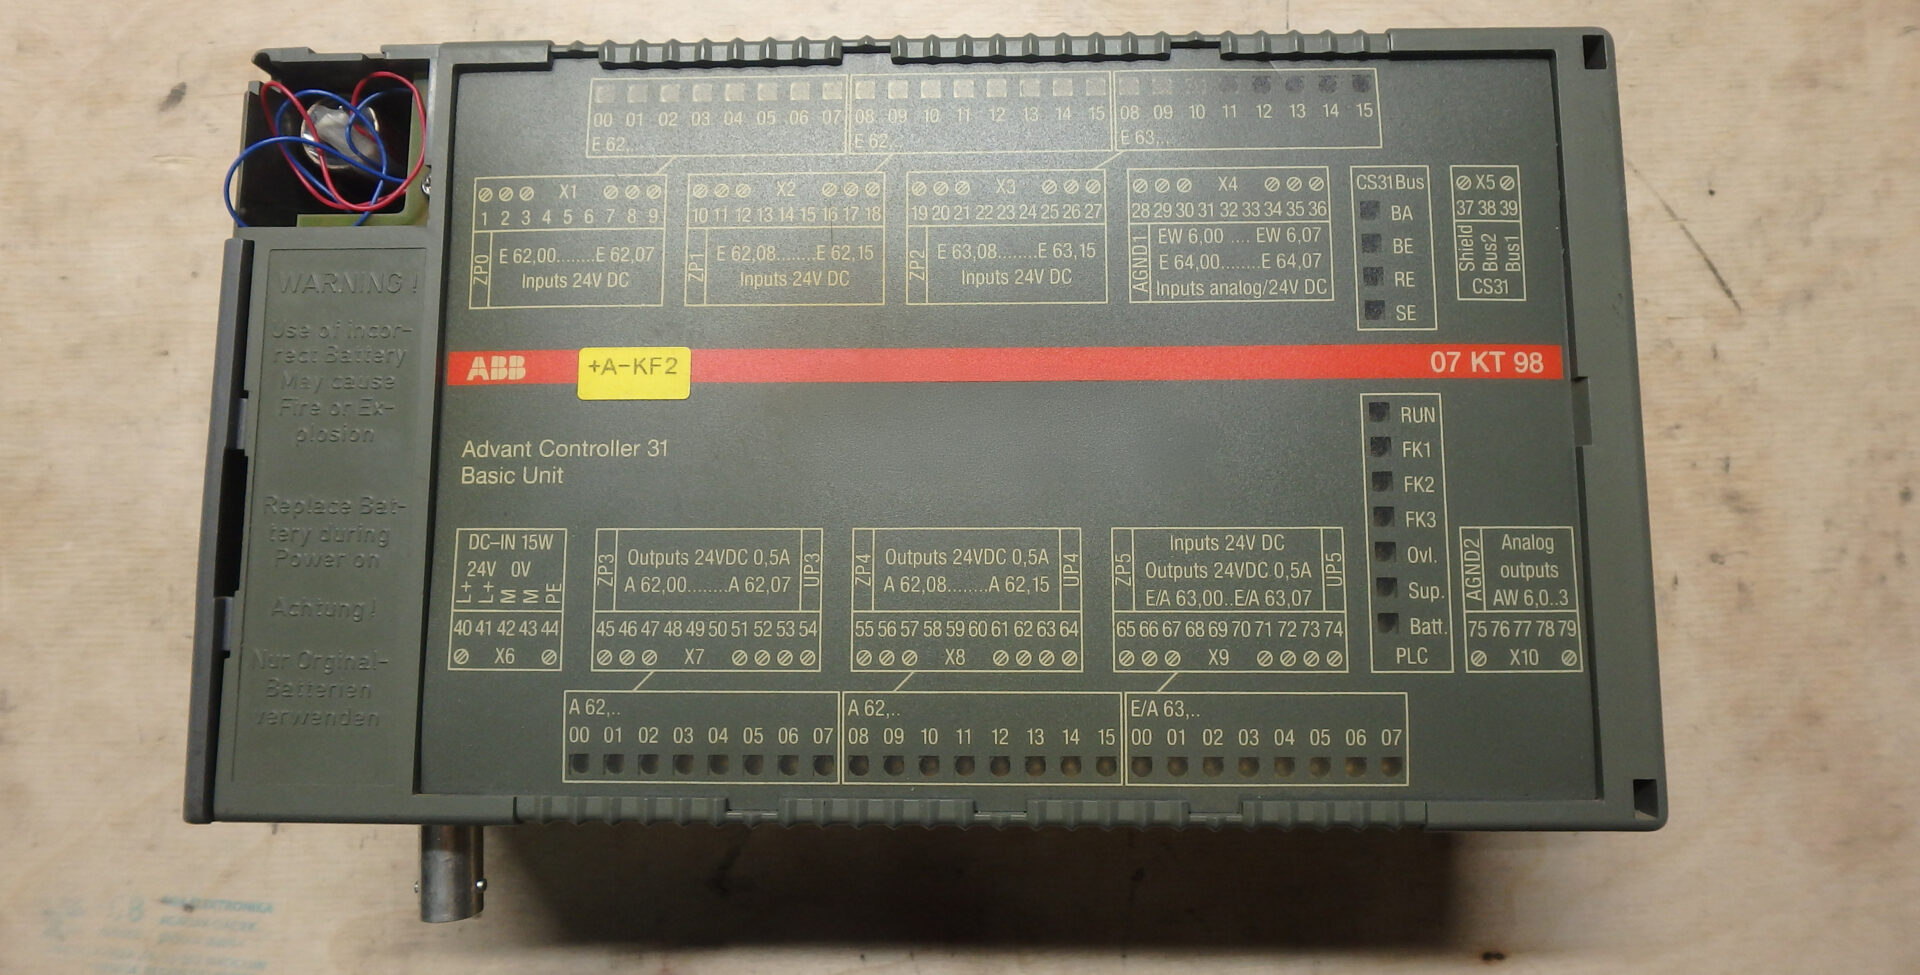 00 01 02 03 04 05 06 07
E 62,..
08 09 10 11 12 13 14 15
E 62,..
08 09 10 11 12 13 14 15
E 63,..
X1
1 2 3 4 5 6 7 8 9
ZP0
E 62,00........E 62,07
Inputs 24V DC
X2
10 11 12 13 14 15 16 17 18
ZP1
E 62,08........E 62,15
Inputs 24V DC
X3
19 20 21 22 23 24 25 26 27
ZP2
E 63,08........E 63,15
Inputs 24V DC
X4
28 29 30 31 32 33 34 35 36
AGND1
EW 6,00 .... EW 6,07
E 64,00........E 64,07
Inputs analog/24V DC
CS31Bus
BA
BE
RE
SE
X5
37 38 39
Shield
Bus2
Bus1
CS31
WARNING !
Use of incor-
rect Battery
May cause
Fire or Ex-
plosion
Replace Bat-
tery during
Power on
Achtung !
Nur Orginal-
Batterien
verwenden
ABB
+A-KF2
07 KT 98
Advant Controller 31
Basic Unit
RUN
FK1
FK2
FK3
Ovl.
Sup.
Batt.
PLC
DC-IN 15W
24V 0V
L+ L+ M M PE
40 41 42 43 44
X6
ZP3
Outputs 24VDC 0,5A
A 62,00........A 62,07
UP3
45 46 47 48 49 50 51 52 53 54
X7
ZP4
Outputs 24VDC 0,5A
A 62,08........A 62,15
UP4
55 56 57 58 59 60 61 62 63 64
X8
ZP5
Inputs 24V DC
Outputs 24VDC 0,5A
E/A 63,00..E/A 63,07
UP5
65 66 67 68 69 70 71 72 73 74
X9
AGND2
Analog
outputs
AW 6,0..3
75 76 77 78 79
X10
A 62,..
00 01 02 03 04 05 06 07
A 62,..
08 09 10 11 12 13 14 15
E/A 63,..
00 01 02 03 04 05 06 07